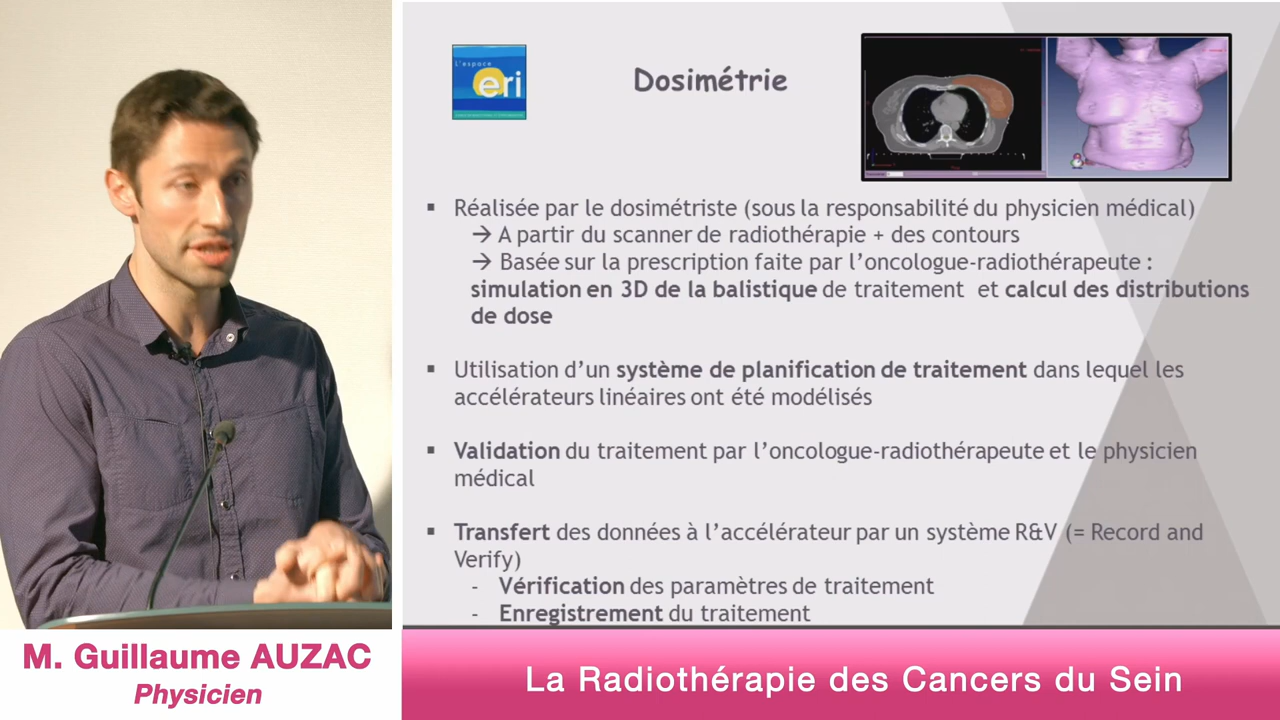 L'espace
eri
Dosimétrie
▪ Réalisée par le dosimétriste (sous la responsabilité du physicien médical)
→ A partir du scanner de radiothérapie + des contours
→ Basée sur la prescription faite par l'oncologue-radiothérapeute :
simulation en 3D de la balistique de traitement et calcul des distributions
de dose
▪ Utilisation d'un système de planification de traitement dans lequel les
accélérateurs linéaires ont été modélisés
▪ Validation du traitement par l'oncologue-radiothérapeute et le physicien
médical
▪ Transfert des données à l'accélérateur par un système R&V (= Record and
Verify)
- Vérification des paramètres de traitement
- Enregistrement du traitement
M. Guillaume AUZAC
Physicien
La Radiothérapie des Cancers du Sein